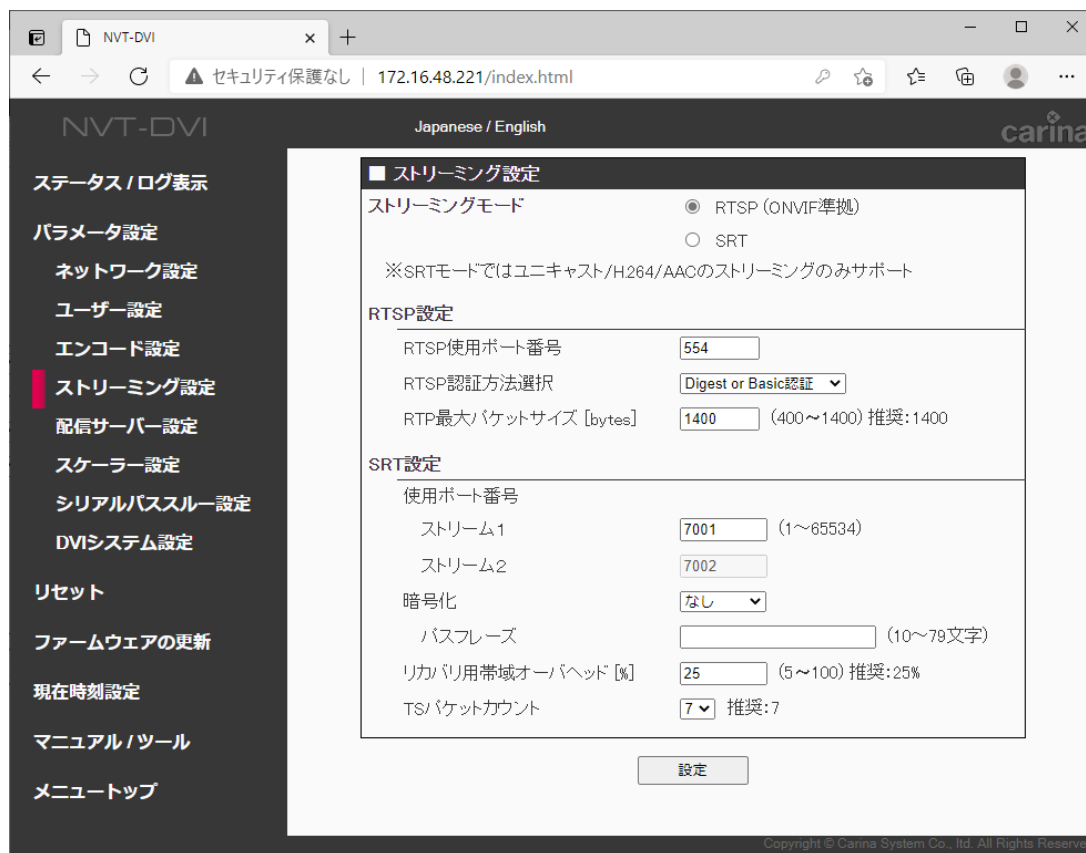 NVT-DVI
セキュリティ保護なし | 172.16.48.221/index.html
NVT-DVI
Japanese / English
carina
ステータス / ログ表示
パラメータ設定
ネットワーク設定
ユーザー設定
エンコード設定
ストリーミング設定
配信サーバー設定
スケーラー設定
シリアルパススルー設定
DVIシステム設定
リセット
ファームウェアの更新
現在時刻設定
マニュアル / ツール
メニュートップ
■ ストリーミング設定
ストリーミングモード RTSP (ONVIF準拠)
SRT
※SRTモードではユニキャスト/H.264/AACのストリーミングのみサポート
RTSP設定
RTSP使用ポート番号 554
RTSP認証方法選択 Digest or Basic認証
RTP最大パケットサイズ [bytes] 1400 (400～1400) 推奨:1400
SRT設定
使用ポート番号
ストリーム1 7001 (1～65534)
ストリーム2 7002
暗号化 なし
パスフレーズ (10～79文字)
リカバリ用帯域オーバヘッド [%] 25 (5～100) 推奨:25%
TSパケットカウント 7 推奨:7
設定
Copyright © Carina System Co., ltd. All Rights Reserve